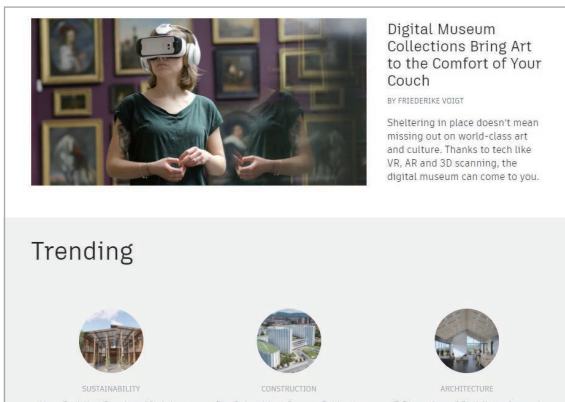 Digital Museum
Collections Bring Art
to the Comfort of Your
Couch
BY FRIEDERIKE VOIGT
Sheltering in place doesn't mean
missing out on world-class art
and culture. Thanks to tech like
VR, AR and 3D scanning, the
digital museum can come to you.
Trending
SUSTAINABILITY
CONSTRUCTION
ARCHITECTURE